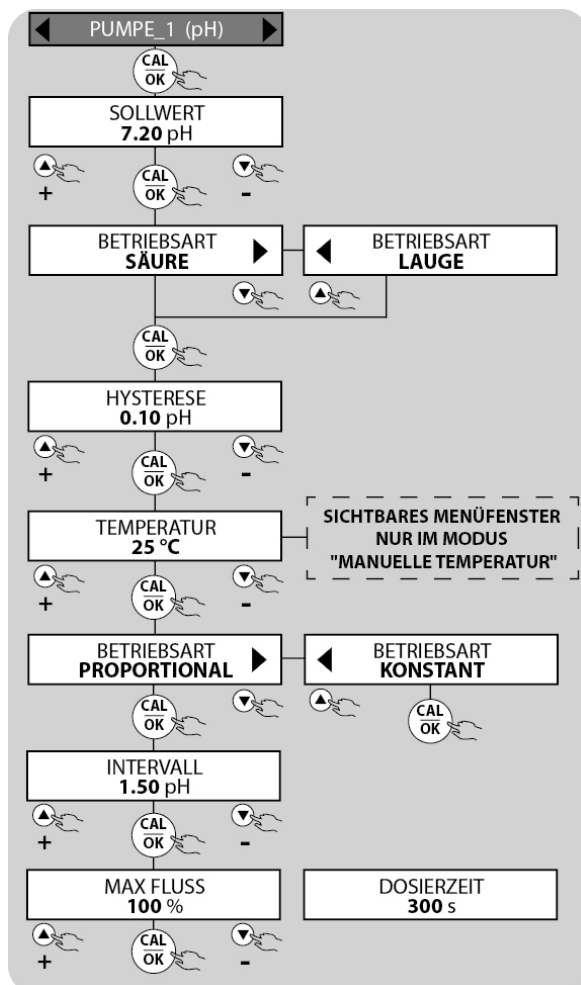 PUMPE_1 (pH)
CAL
OK
SOLLWERT
7.20 pH
+
CAL
OK
-
BETRIEBSART
SÄURE
BETRIEBSART
LAUGE
CAL
OK
HYSTERESE
0.10 pH
+
CAL
OK
-
TEMPERATUR
25 °C
SICHTBARES MENÜFENSTER
NUR IM MODUS
"MANUELLE TEMPERATUR"
+
CAL
OK
-
BETRIEBSART
PROPORTIONAL
BETRIEBSART
KONSTANT
CAL
OK
CAL
OK
INTERVALL
1.50 pH
+
CAL
OK
-
MAX FLUSS
100 %
DOSIERZEIT
300 s
+
CAL
OK
-